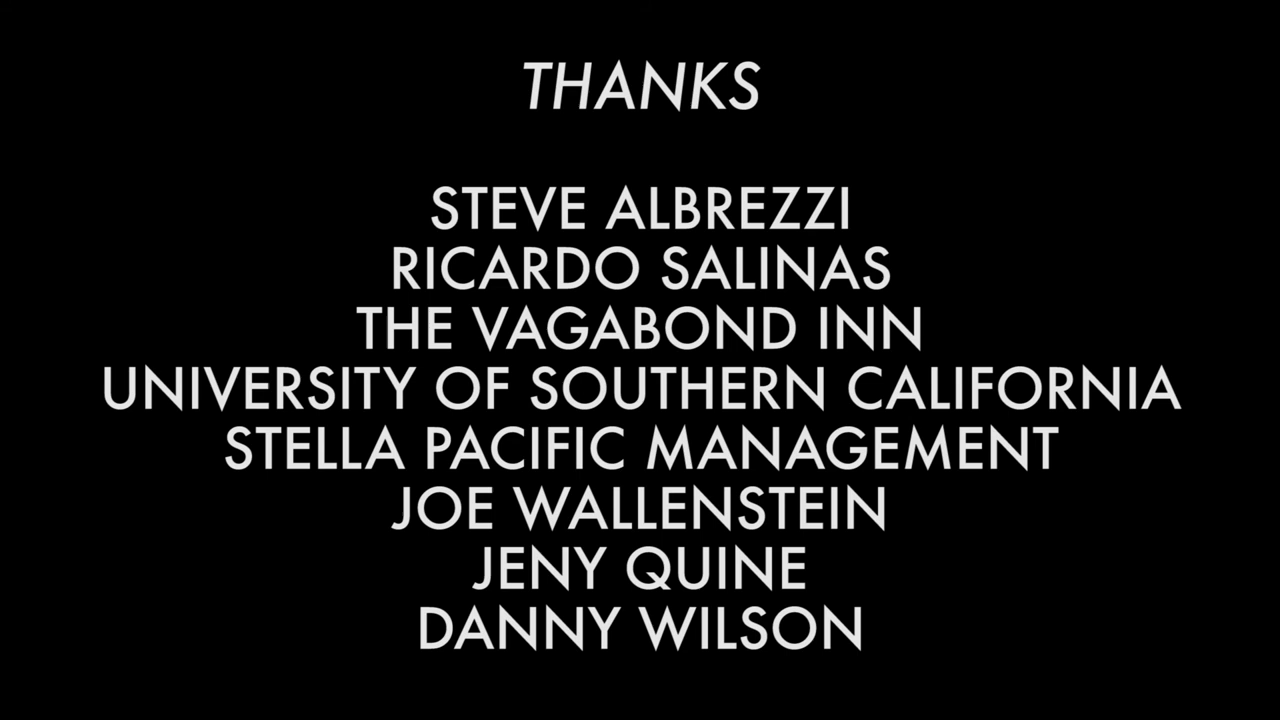 THANKS
STEVE ALBREZZI
RICARDO SALINAS
THE VAGABOND INN
UNIVERSITY OF SOUTHERN CALIFORNIA
STELLA PACIFIC MANAGEMENT
JOE WALLENSTEIN
JENY QUINE
DANNY WILSON